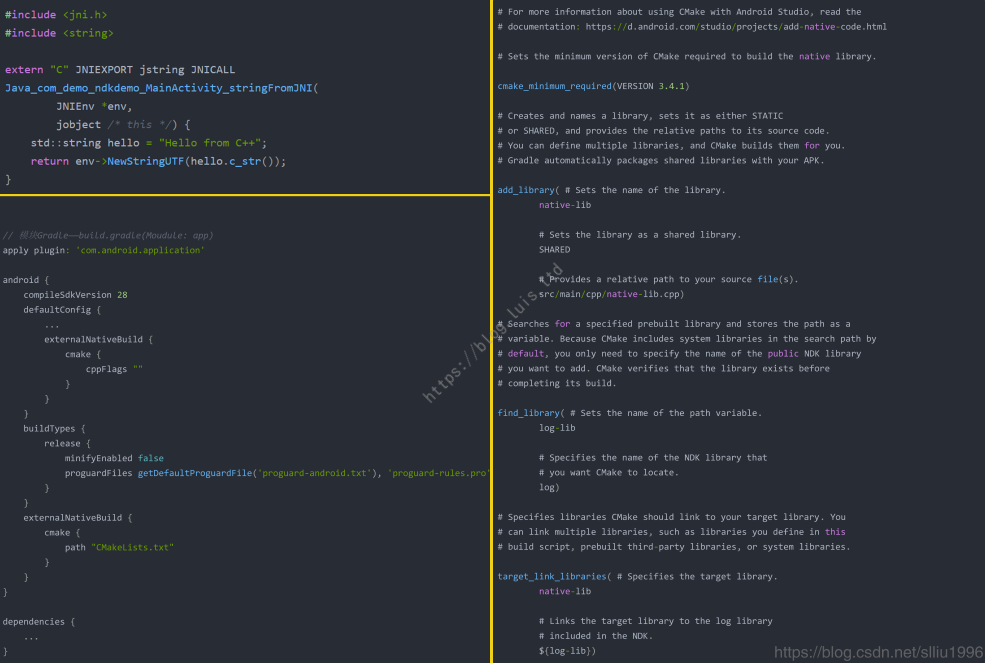 #include <jni.h>
#include <string>
extern "C" JNIEXPORT jstring JNICALL
Java_com_demo_ndkdemo_MainActivity_stringFromJNI(
        JNIEnv *env,
        jobject /* this */) {
    std::string hello = "Hello from C++";
    return env->NewStringUTF(hello.c_str());
}
// 模块Gradle——build.gradle(Moudule: app)
apply plugin: 'com.android.application'
android {
    compileSdkVersion 28
    defaultConfig {
        ...
        externalNativeBuild {
            cmake {
                cppFlags ""
            }
        }
    }
    buildTypes {
        release {
            minifyEnabled false
            proguardFiles getDefaultProguardFile('proguard-android.txt'), 'proguard-rules.pro'
        }
    }
    externalNativeBuild {
        cmake {
            path "CMakeLists.txt"
        }
    }
}
dependencies {
    ...
}
# For more information about using CMake with Android Studio, read the
# documentation: https://d.android.com/studio/projects/add-native-code.html
# Sets the minimum version of CMake required to build the native library.
cmake_minimum_required(VERSION 3.4.1)
# Creates and names a library, sets it as either STATIC
# or SHARED, and provides the relative paths to its source code.
# You can define multiple libraries, and CMake builds them for you.
# Gradle automatically packages shared libraries with your APK.
add_library( # Sets the name of the library.
        native-lib
        # Sets the library as a shared library.
        SHARED
        # Provides a relative path to your source file(s).
        src/main/cpp/native-lib.cpp)
# Searches for a specified prebuilt library and stores the path as a
# variable. Because CMake includes system libraries in the search path by
# default, you only need to specify the name of the public NDK library
# you want to add. CMake verifies that the library exists before
# completing its build.
find_library( # Sets the name of the path variable.
        log-lib
        # Specifies the name of the NDK library that
        # you want CMake to locate.
        log)
# Specifies libraries CMake should link to your target library. You
# can link multiple libraries, such as libraries you define in this
# build script, prebuilt third-party libraries, or system libraries.
target_link_libraries( # Specifies the target library.
        native-lib
        # Links the target library to the log library
        # included in the NDK.
        ${log-lib})
https://blog.luis.ltd
https://blog.csdn.net/slliu1996